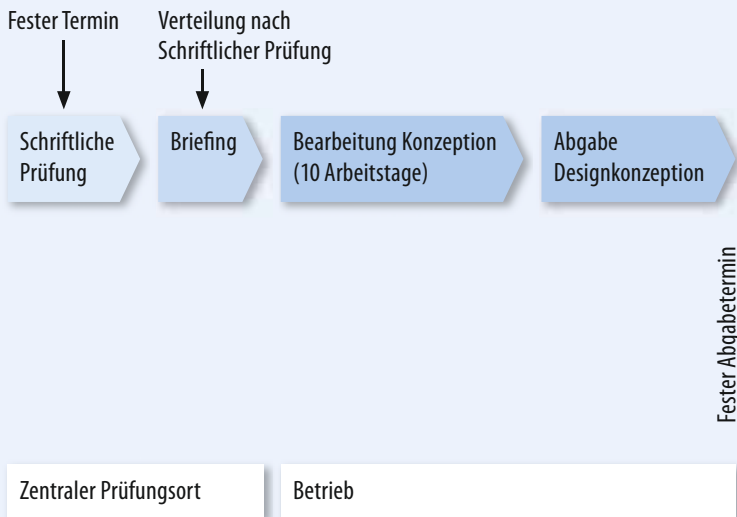 Fester Termin
Verteilung nach
Schriftlicher Prüfung
Schriftliche
Prüfung
Briefing
Bearbeitung Konzeption
(10 Arbeitstage)
Abgabe
Designkonzeption
Fester Abgabetermin
Zentraler Prüfungsort
Betrieb